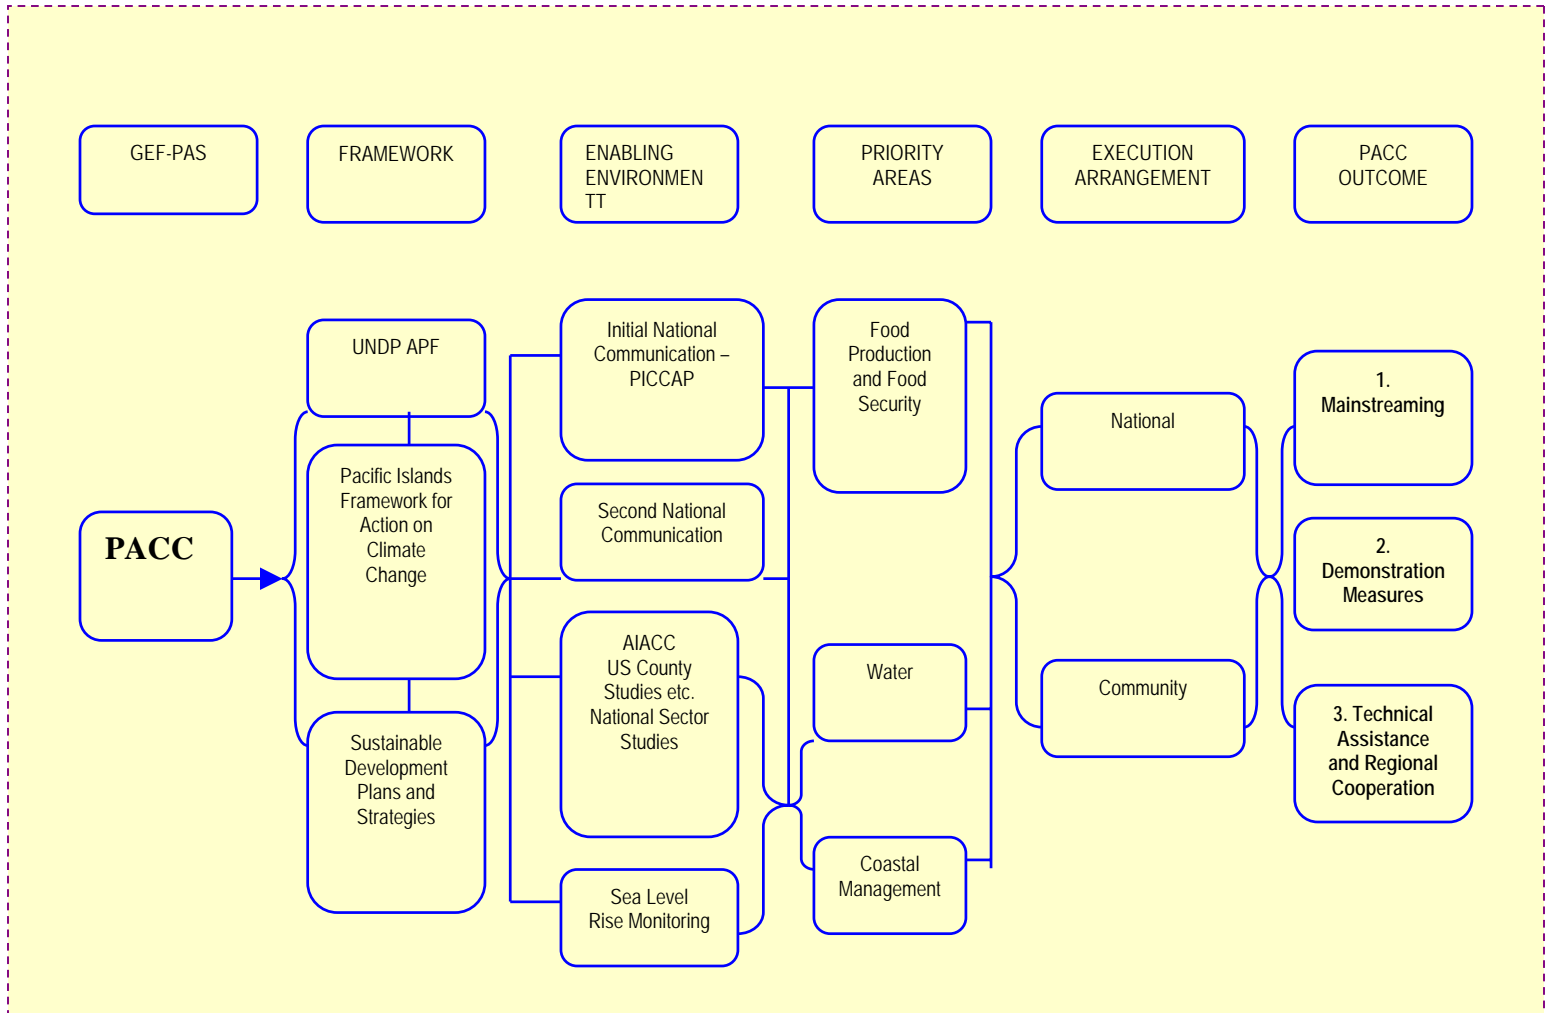 GEF-PAS
FRAMEWORK
ENABLING
ENVIRONMEN
TT
PRIORITY
AREAS
EXECUTION
ARRANGEMENT
PACC
OUTCOME
PACC
UNDP APF
Pacific Islands
Framework for
Action on
Climate
Change
Sustainable
Development
Plans and
Strategies
Initial National
Communication –
PICCAP
Second National
Communication
AIACC
US County
Studies etc.
National Sector
Studies
Sea Level
Rise Monitoring
Food
Production
and Food
Security
Water
Coastal
Management
National
Community
1.
Mainstreaming
2.
Demonstration
Measures
3. Technical
Assistance
and Regional
Cooperation